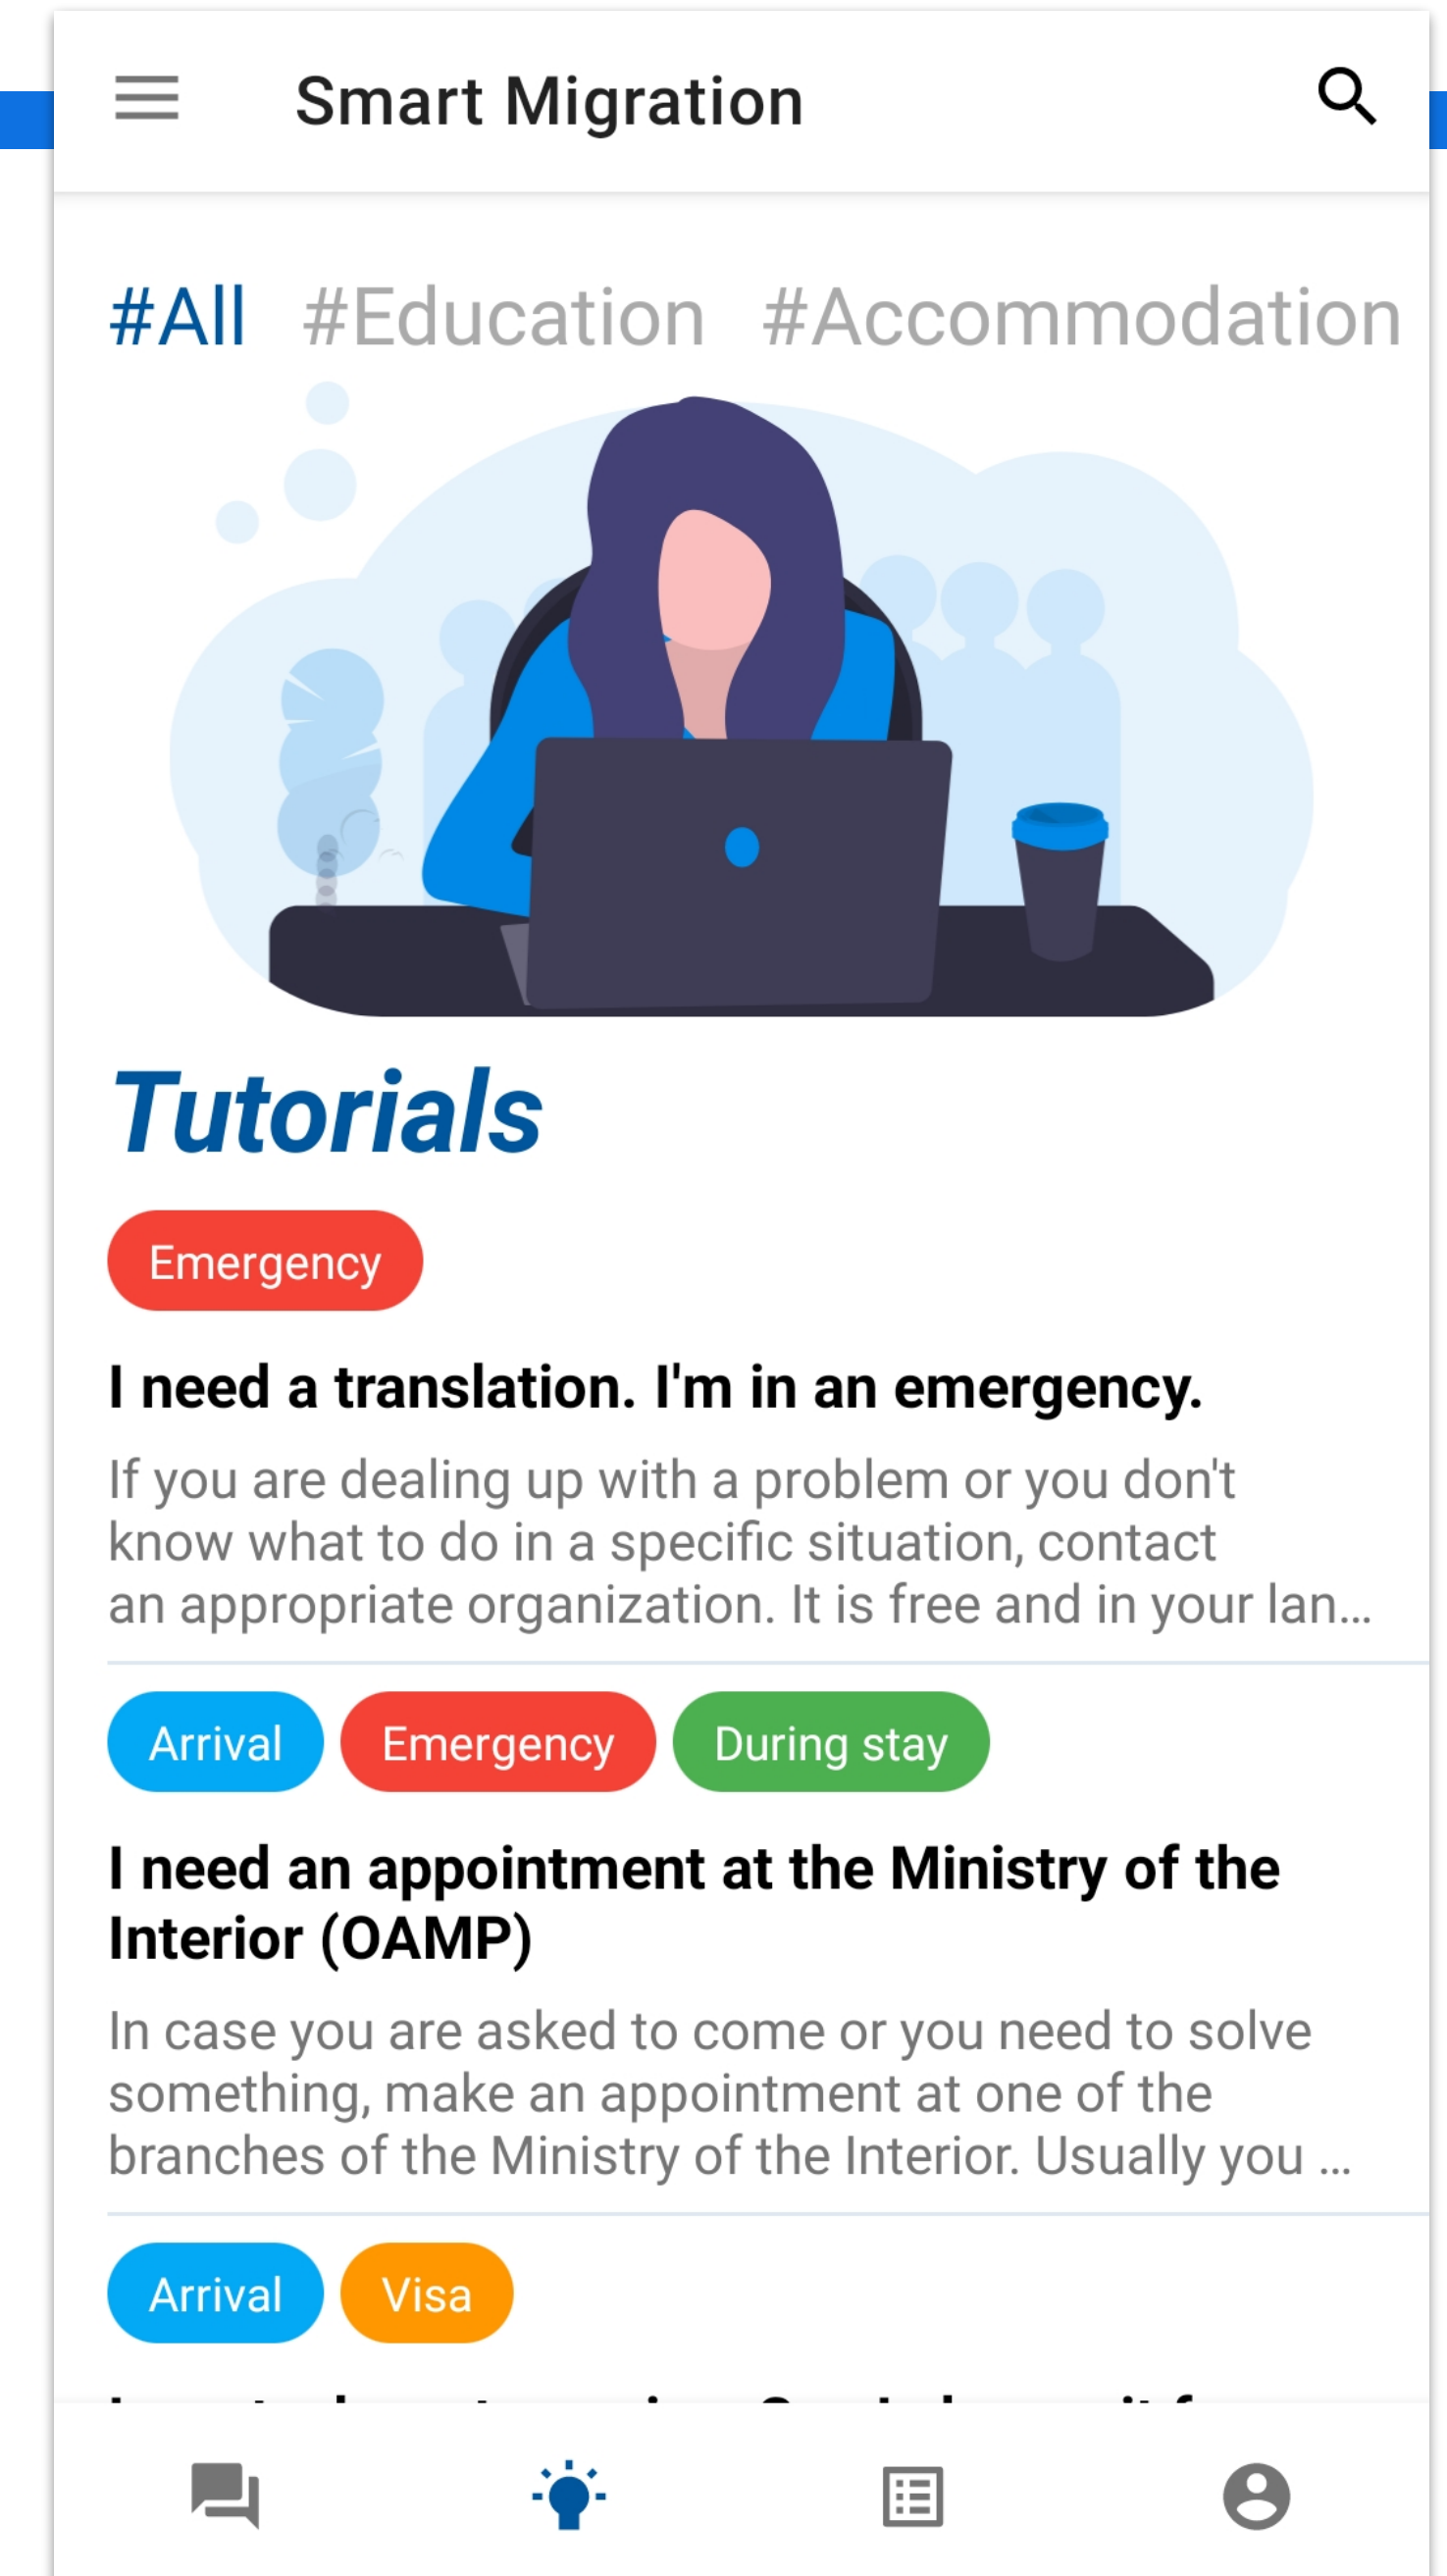 Smart Migration
#All #Education #Accommodation
Tutorials
Emergency
I need a translation. I'm in an emergency.
If you are dealing up with a problem or you don't
know what to do in a specific situation, contact
an appropriate organization. It is free and in your lan...
Arrival Emergency During stay
I need an appointment at the Ministry of the
Interior (OAMP)
In case you are asked to come or you need to solve
something, make an appointment at one of the
branches of the Ministry of the Interior. Usually you ...
Arrival Visa